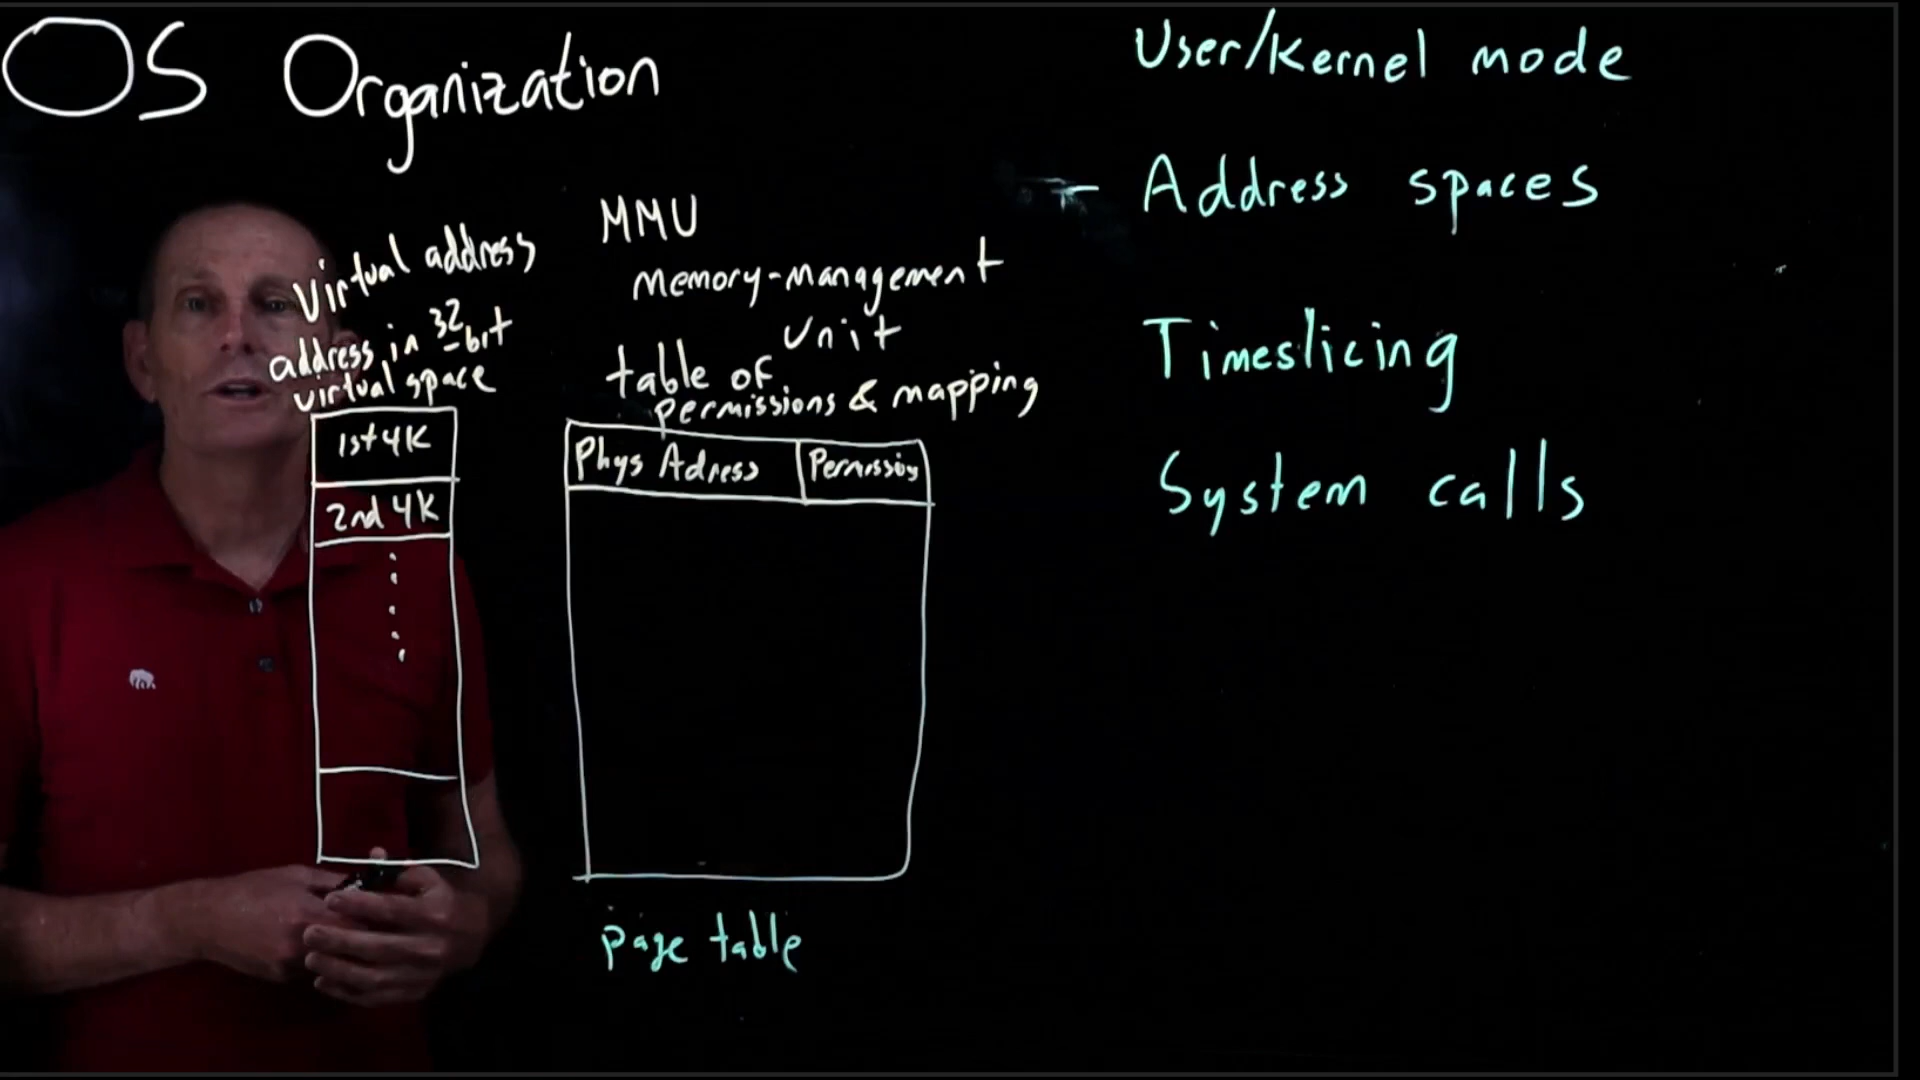 OS Organization
User/Kernel mode
Address spaces
Timeslicing
System calls
Virtual address
address in 32 bit
virtual space
1st 4K
2nd 4K
MMU
memory-management
unit
table of
permissions & mapping
Phys Adress
page table